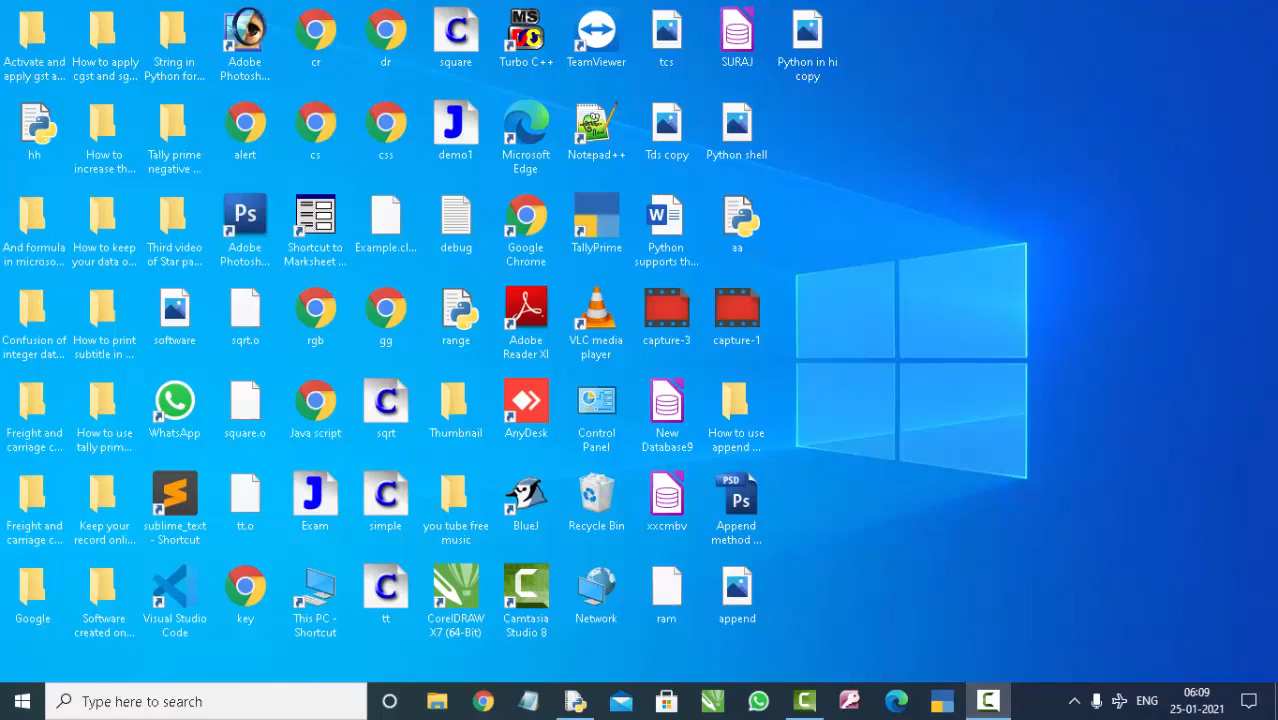 Activate and
apply gst a...
How to apply
cgst and sg...
String in
Python for...
Adobe
Photosh...
cr
dr
square
Turbo C++
TeamViewer
tcs
SURAJ
Python in hi
copy
hh
How to
increase th...
Tally prime
negative ...
alert
cs
css
demo1
Microsoft
Edge
Notepad++
Tds copy
Python shell
And formula
in microso...
How to keep
your data o...
Third video
of Star pa...
Adobe
Photosh...
Shortcut to
Marksheet ...
Example.cl...
debug
Google
Chrome
TallyPrime
Python
supports th...
aa
Confusion of
integer dat...
How to print
subtitle in ...
software
sqrt.o
rgb
gg
range
Adobe
Reader XI
VLC media
player
capture-3
capture-1
Freight and
carriage c...
How to use
tally prim...
WhatsApp
square.o
Java script
sqrt
Thumbnail
AnyDesk
Control
Panel
New
Database9
How to use
append ...
Freight and
carriage c...
Keep your
record onli...
sublime_text
- Shortcut
tt.o
Exam
simple
you tube free
music
BlueJ
Recycle Bin
xxcmbv
Append
method ...
Google
Software
created on...
Visual Studio
Code
key
This PC -
Shortcut
tt
CorelDRAW
X7 (64-Bit)
Camtasia
Studio 8
Network
ram
append
Type here to search
ENG
06:09
25-01-2021